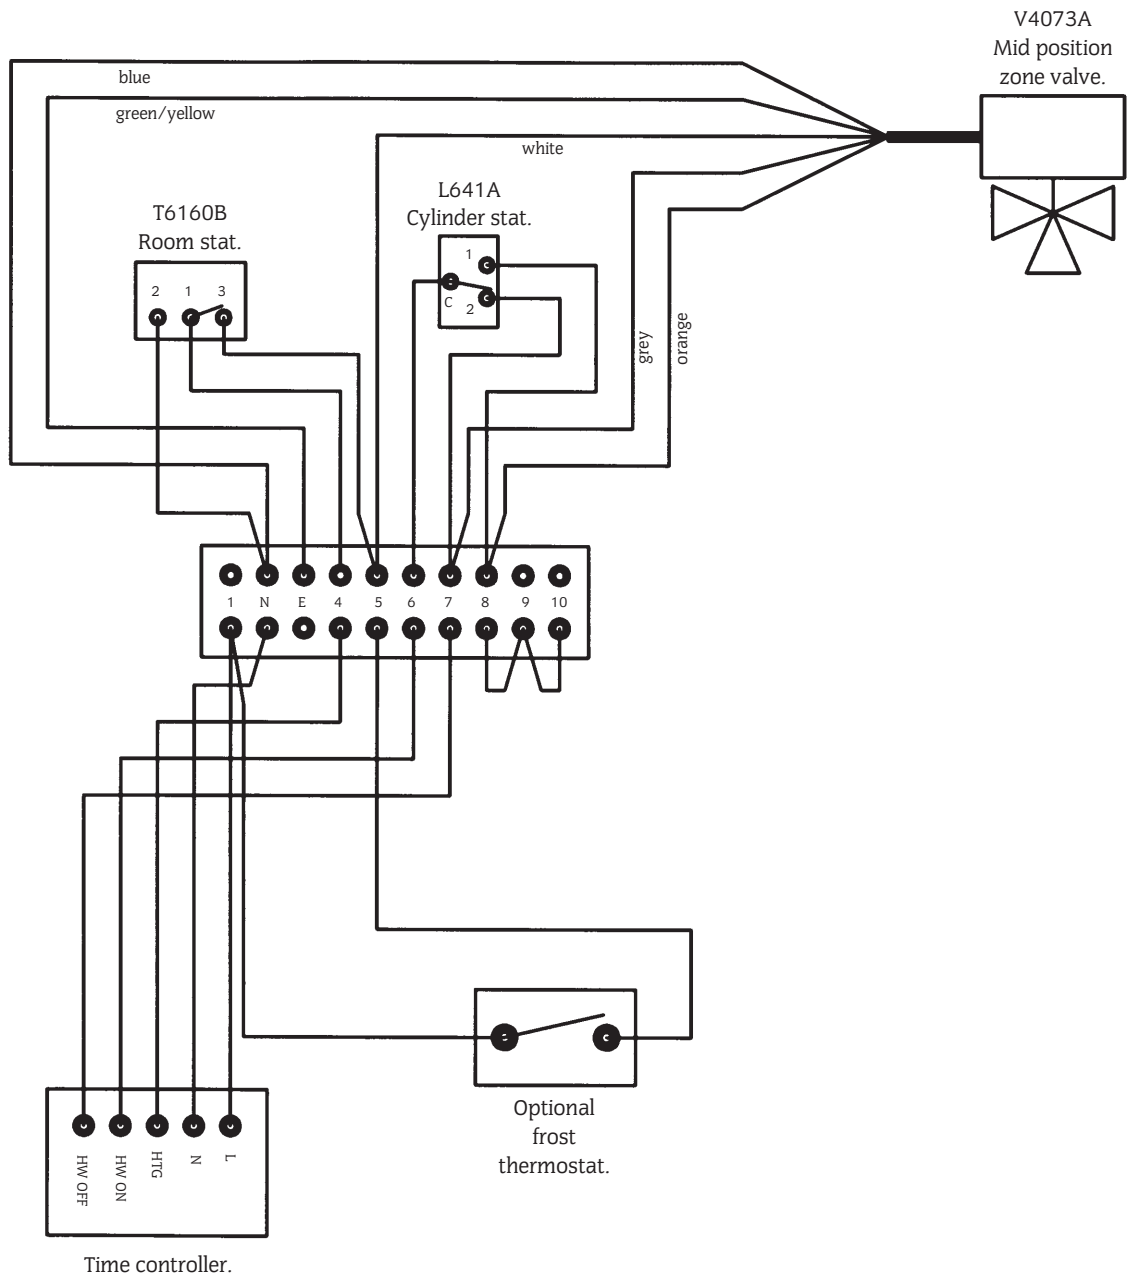 V4073A
Mid position
zone valve.
blue
green/yellow
white
L641A
Cylinder stat.
T6160B
Room stat.
2 1 3
1
C
2
grey
orange
1 N E 4 5 6 7 8 9 10
Optional
frost
thermostat.
HW OFF
HW ON
HTG
N
L
Time controller.